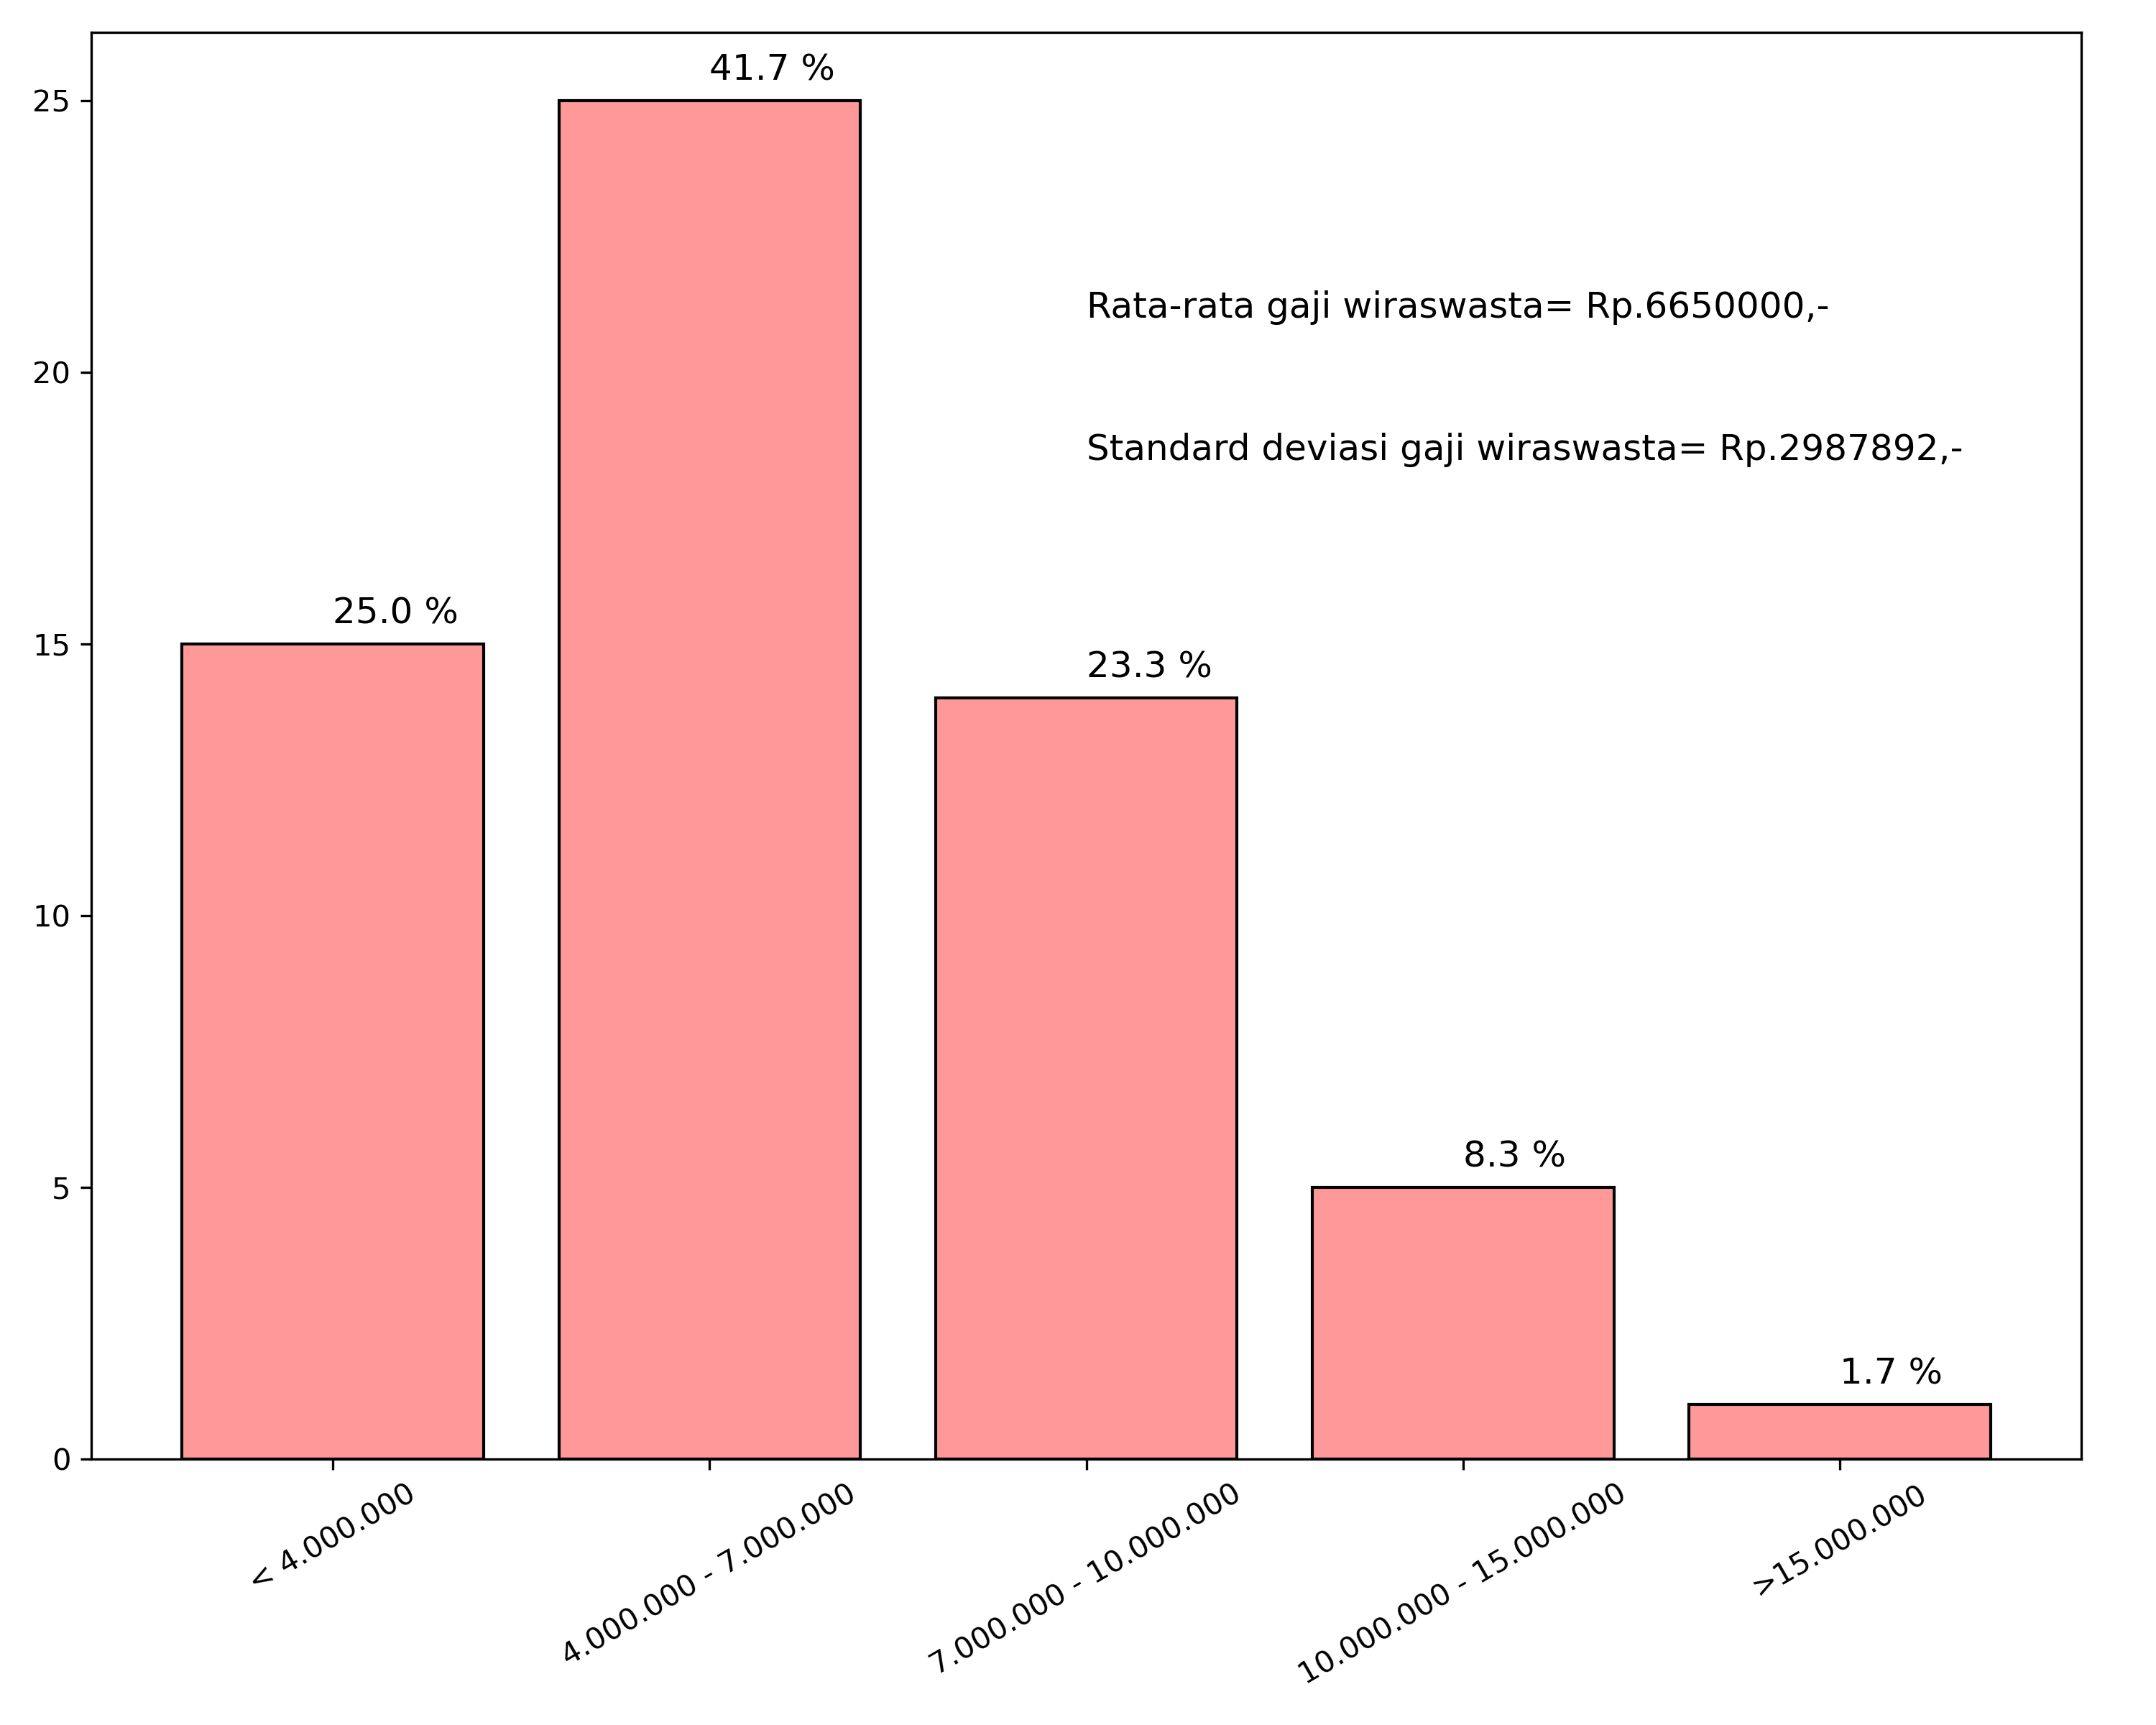 41.7 %
25
Rata-rata gaji wiraswasta= Rp.6650000,-
20
Standard deviasi gaji wiraswasta= Rp.2987892,-
25.0 %
15
23.3 %
10
8.3 %
5
1.7 %
0
< 4.000.000
4.000.000 - 7.000.000
7.000.000 - 10.000.000
10.000.000 - 15.000.000
>15.000.000